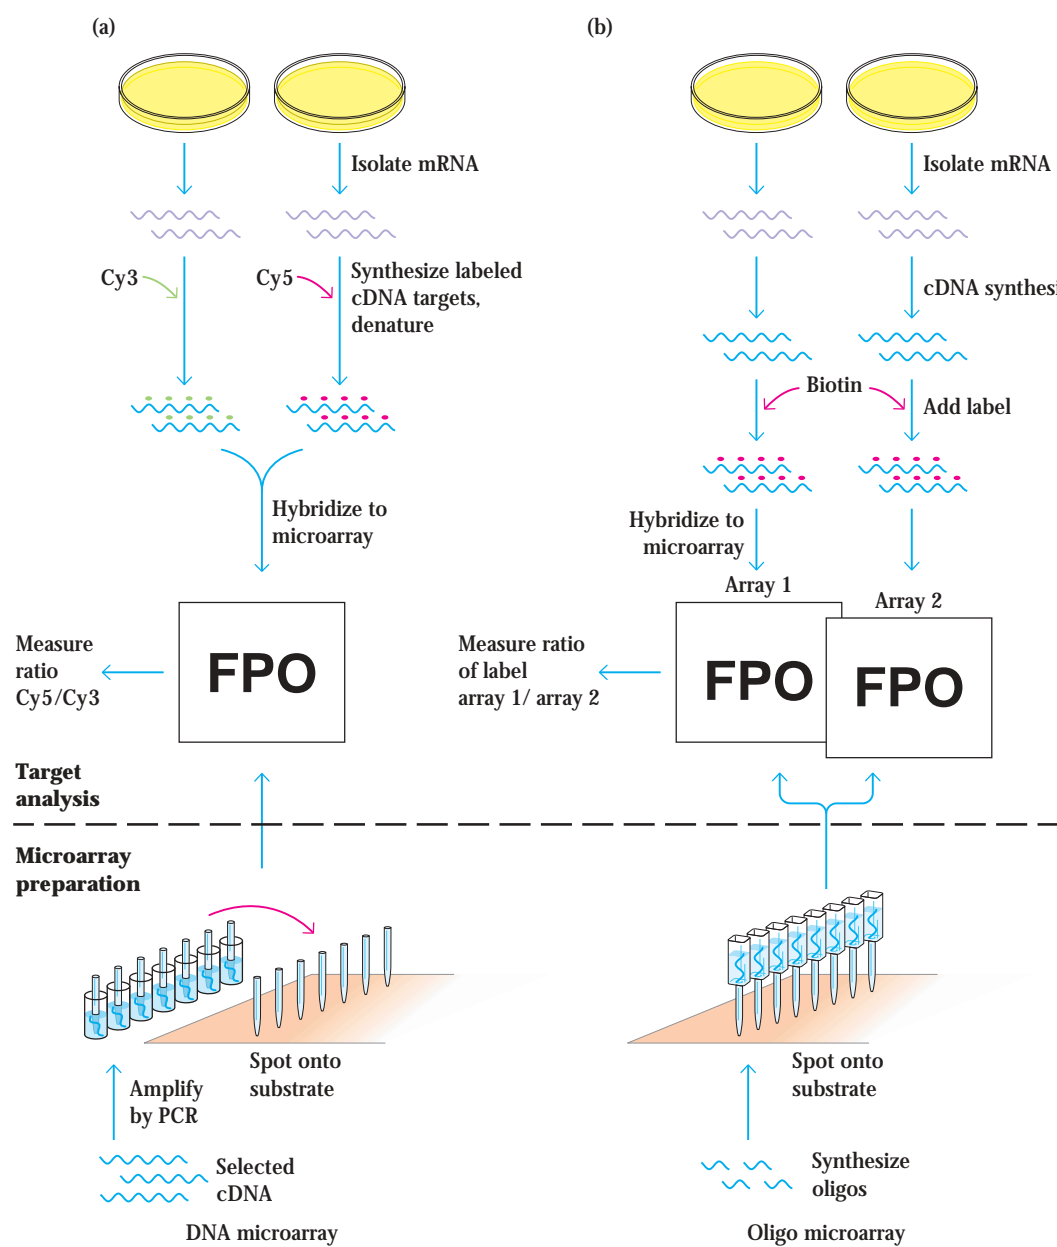 (a)
Isolate mRNA
Cy3
Cy5
Synthesize labeled
cDNA targets,
denature
Hybridize to
microarray
FPO
Measure
ratio
Cy5/Cy3
(b)
Isolate mRNA
cDNA synthesi
Biotin
Add label
Hybridize to
microarray
Array 1
Array 2
FPO
FPO
Measure ratio
of label
array 1/ array 2
Target
analysis
Microarray
preparation
Spot onto
substrate
Amplify
by PCR
Selected
cDNA
DNA microarray
Spot onto
substrate
Synthesize
oligos
Oligo microarray